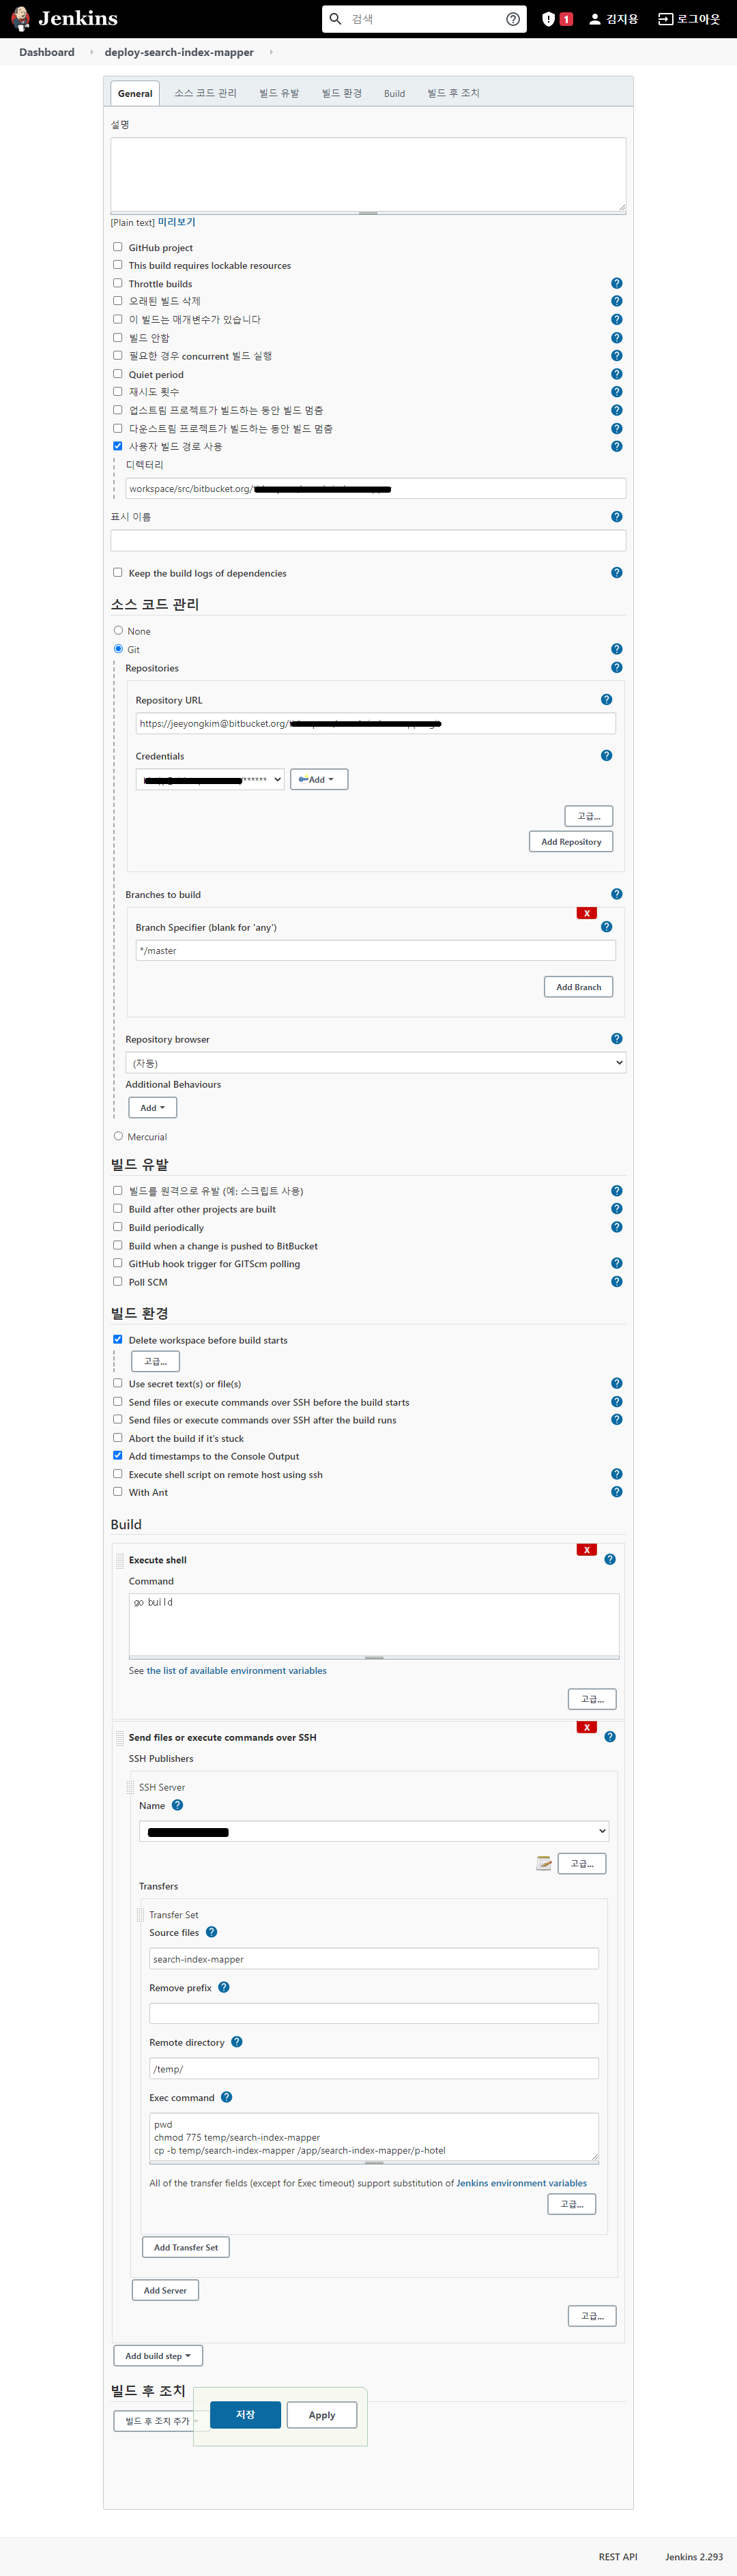 Jenkins
검색
1
김지용
로그아웃
Dashboard
deploy-search-index-mapper
General
소스 코드 관리
빌드 유발
빌드 환경
Build
빌드 후 조치
설명
[Plain text] 미리보기
GitHub project
This build requires lockable resources
Throttle builds
오래된 빌드 삭제
이 빌드는 매개변수가 있습니다
빌드 안함
필요한 경우 concurrent 빌드 실행
Quiet period
재시도 횟수
업스트림 프로젝트가 빌드하는 동안 빌드 멈춤
다운스트림 프로젝트가 빌드하는 동안 빌드 멈춤
사용자 빌드 경로 사용
디렉터리
workspace/src/bitbucket.org/
표시 이름
Keep the build logs of dependencies
소스 코드 관리
None
Git
Repositories
Repository URL
https://jeeyongkim@bitbucket.org/
Credentials
/******
Add
고급...
Add Repository
Branches to build
X
Branch Specifier (blank for 'any')
*/master
Add Branch
Repository browser
(자동)
Additional Behaviours
Add
Mercurial
빌드 유발
빌드를 원격으로 유발 (예: 스크립트 사용)
Build after other projects are built
Build periodically
Build when a change is pushed to BitBucket
GitHub hook trigger for GITScm polling
Poll SCM
빌드 환경
Delete workspace before build starts
고급...
Use secret text(s) or file(s)
Send files or execute commands over SSH before the build starts
Send files or execute commands over SSH after the build runs
Abort the build if it's stuck
Add timestamps to the Console Output
Execute shell script on remote host using ssh
With Ant
Build
X
Execute shell
Command
go build
See the list of available environment variables
고급...
X
Send files or execute commands over SSH
SSH Publishers
SSH Server
Name
고급...
Transfers
Transfer Set
Source files
search-index-mapper
Remove prefix
Remote directory
/temp/
Exec command
pwd
chmod 775 temp/search-index-mapper
cp -b temp/search-index-mapper /app/search-index-mapper/p-hotel
All of the transfer fields (except for Exec timeout) support substitution of Jenkins environment variables
고급...
Add Transfer Set
Add Server
고급...
Add build step
빌드 후 조치
빌드 후 조치 추가
저장
Apply
REST API
Jenkins 2.293